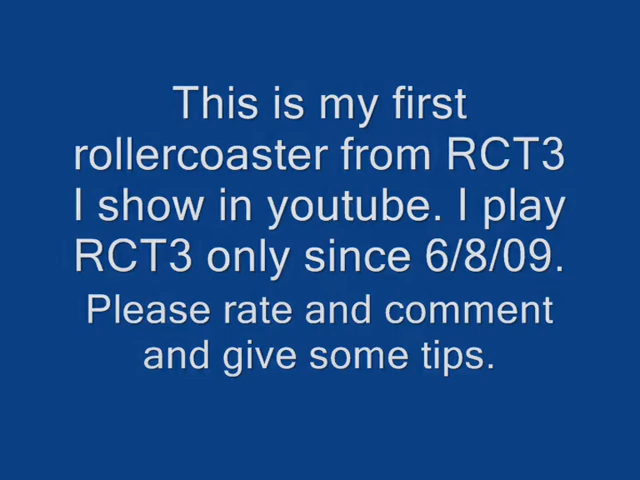 This is my first
rollercoaster from RCT3
I show in youtube. I play
RCT3 only since 6/8/09.
Please rate and comment
and give some tips.